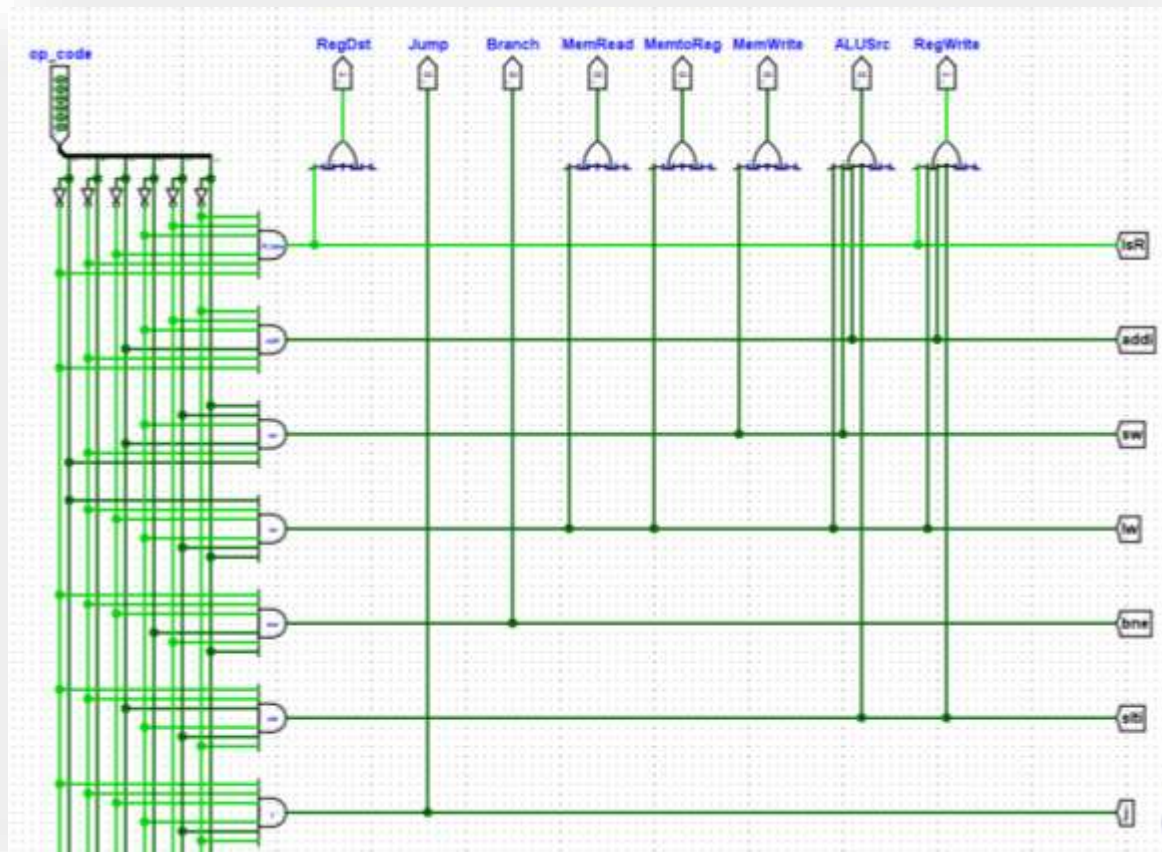 op_code
RegDst Jump Branch MemRead MemtoReg MemWrite ALUSrc RegWrite
isR
addi
sw
lw
bne
slti
j